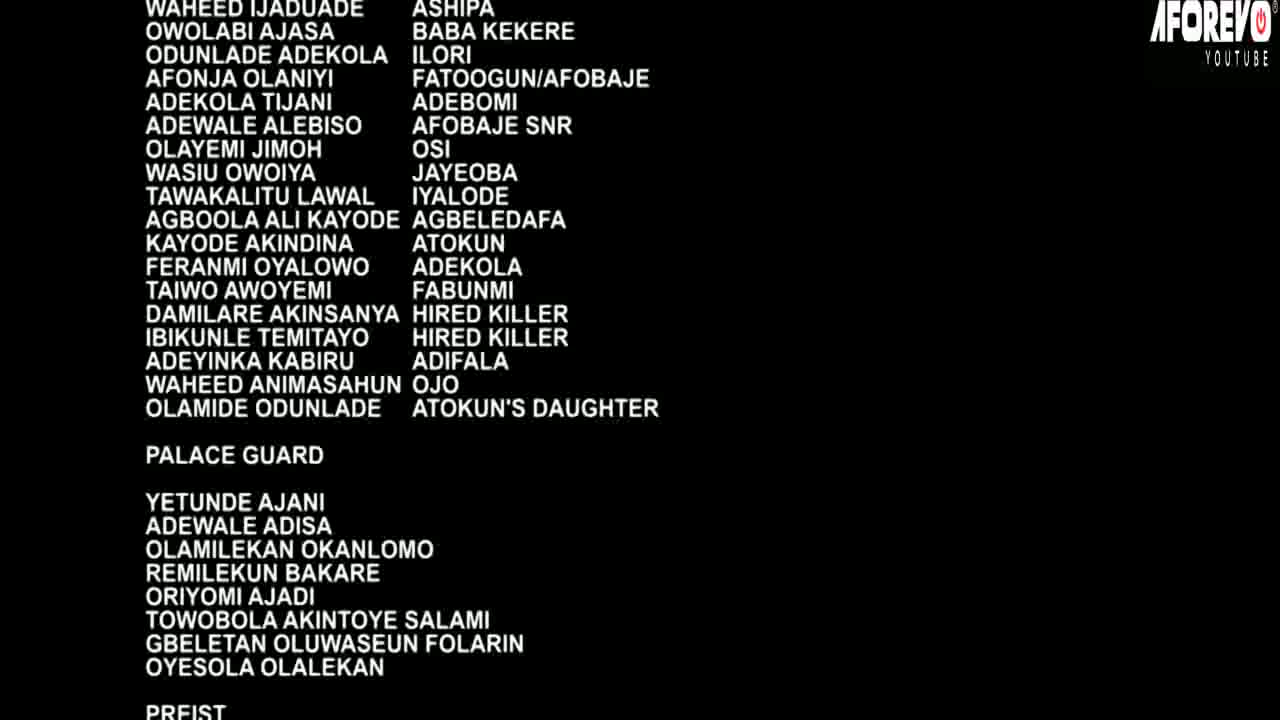 WAHEED IJADUADE ASHIPA
OWOLABI AJASA BABA KEKERE
ODUNLADE ADEKOLA ILORI
AFONJA OLANIYI FATOOGUN/AFOBAJE
ADEKOLA TIJANI ADEBOMI
ADEWALE ALEBISO AFOBAJE SNR
OLAYEMI JIMOH OSI
WASIU OWOIYA JAYEOBA
TAWAKALITU LAWAL IYALODE
AGBOOLA ALI KAYODE AGBELEDAFA
KAYODE AKINDINA ATOKUN
FERANMI OYALOWO ADEKOLA
TAIWO AWOYEMI FABUNMI
DAMILARE AKINSANYA HIRED KILLER
IBIKUNLE TEMITAYO HIRED KILLER
ADEYINKA KABIRU ADIFALA
WAHEED ANIMASAHUN OJO
OLAMIDE ODUNLADE ATOKUN'S DAUGHTER
PALACE GUARD
YETUNDE AJANI
ADEWALE ADISA
OLAMILEKAN OKANLOMO
REMILEKUN BAKARE
ORIYOMI AJADI
TOWOBOLA AKINTOYE SALAMI
GBELETAN OLUWASEUN FOLARIN
OYESOLA OLALEKAN
PREIST
AFOREVO®
YOUTUBE